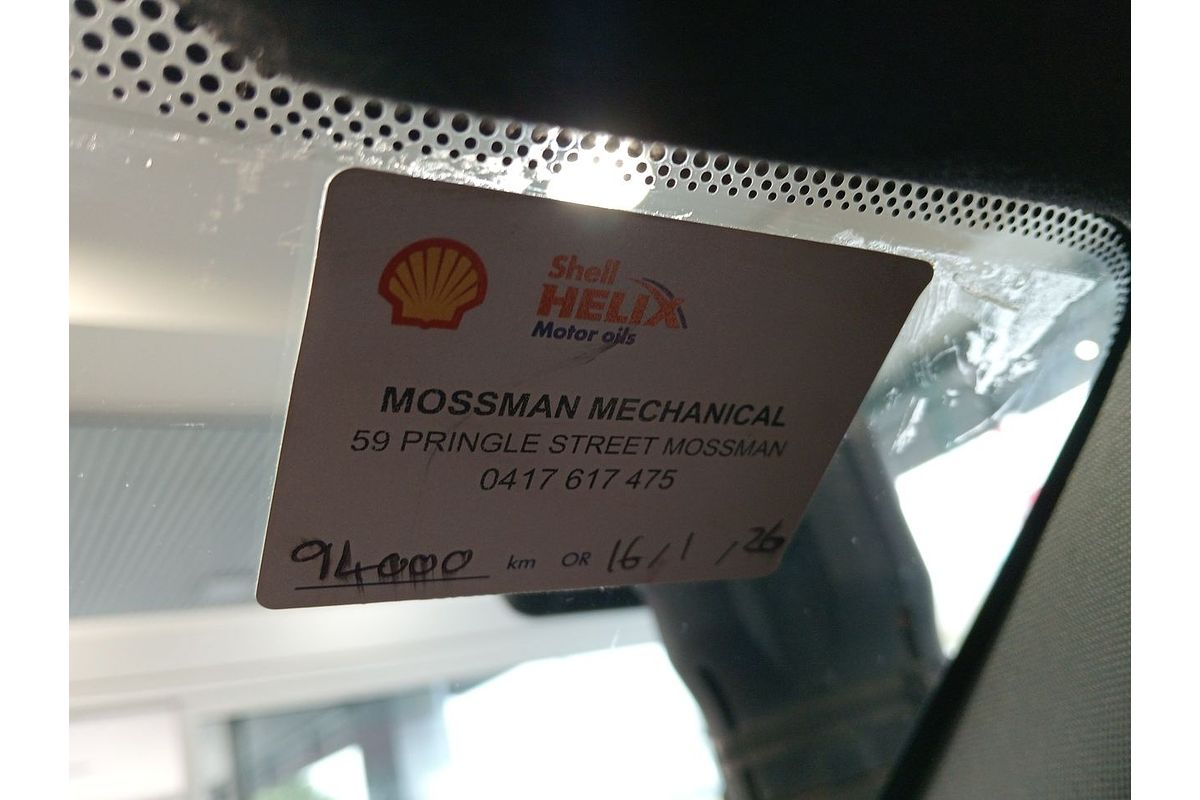 Shell
HELIX
Motor oils
MOSSMAN MECHANICAL
59 PRINGLE STREET MOSSMAN
0417 617 475
94000 km OR 16/1/26